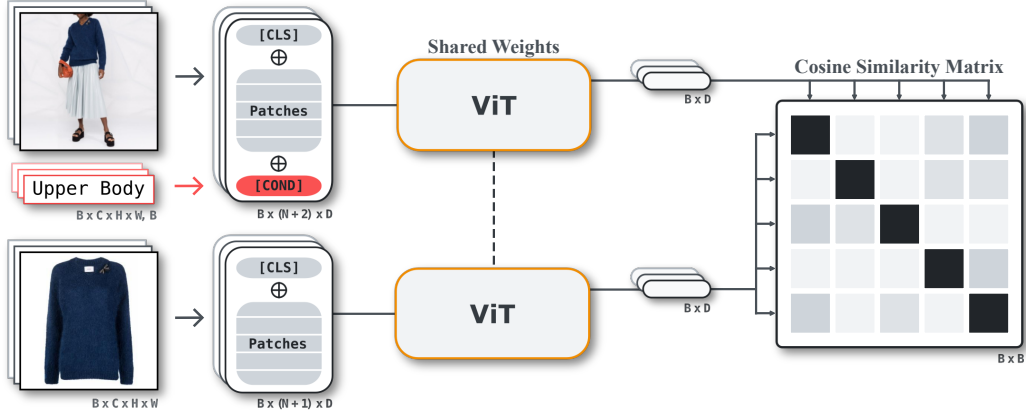 [CLS]
Patches
[COND]
Upper Body
B x C x H x W, B
B x (N + 2) x D
Shared Weights
ViT
B x D
Cosine Similarity Matrix
[CLS]
Patches
B x C x H x W
B x (N + 1) x D
ViT
B x D
B x B